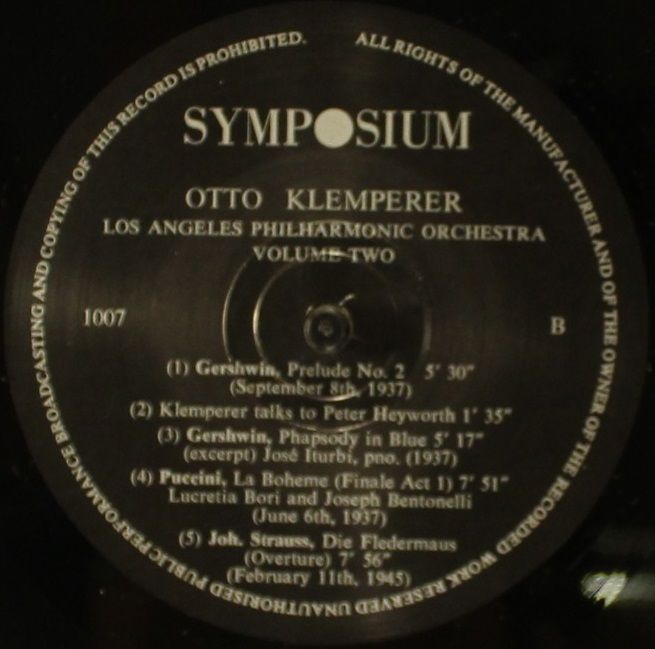 ALL RIGHTS OF THE MANUFACTURER AND OF THE OWNER OF THE RECORDED WORK RESERVED UNAUTHORISED PUBLIC PERFORMANCE BROADCASTING AND COPYING OF THIS RECORD IS PROHIBITED.
SYMPOSIUM
OTTO KLEMPERER
LOS ANGELES PHILHARMONIC ORCHESTRA
VOLUME TWO
1007
B
(1) Gershwin, Prelude No. 2 5' 30"
(September 8th, 1937)
(2) Klemperer talks to Peter Heyworth 1' 35"
(3) Gershwin, Phapsody in Blue 5' 17"
(excerpt) José Iturbi, pno. (1937)
(4) Puccini, La Boheme (Finale Act 1) 7' 51"
Lucretia Bori and Joseph Bentonelli
(June 6th, 1937)
(5) Joh. Strauss, Die Fledermaus
(Overture) 7' 56"
(February 11th, 1945)